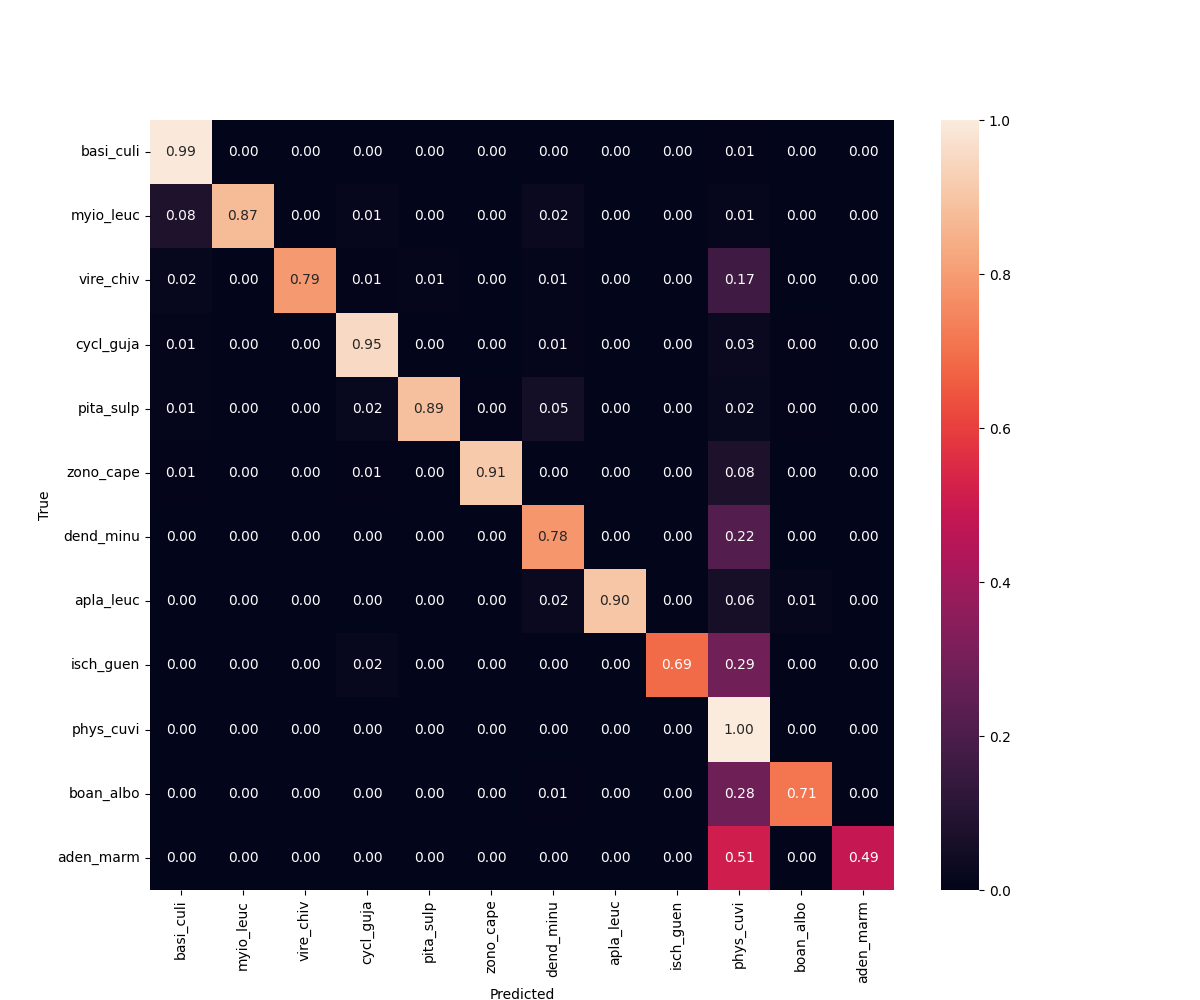 basi_culi 0.99 0.00 0.00 0.00 0.00 0.00 0.00 0.00 0.00 0.01 0.00 0.00
myio_leuc 0.08 0.87 0.00 0.01 0.00 0.00 0.02 0.00 0.00 0.01 0.00 0.00
vire_chiv 0.02 0.00 0.79 0.01 0.01 0.00 0.01 0.00 0.00 0.17 0.00 0.00
cycl_guja 0.01 0.00 0.00 0.95 0.00 0.00 0.01 0.00 0.00 0.03 0.00 0.00
pita_sulp 0.01 0.00 0.00 0.02 0.89 0.00 0.05 0.00 0.00 0.02 0.00 0.00
zono_cape 0.01 0.00 0.00 0.01 0.00 0.91 0.00 0.00 0.00 0.08 0.00 0.00
dend_minu 0.00 0.00 0.00 0.00 0.00 0.00 0.78 0.00 0.00 0.22 0.00 0.00
apla_leuc 0.00 0.00 0.00 0.00 0.00 0.00 0.02 0.90 0.00 0.06 0.01 0.00
isch_guen 0.00 0.00 0.00 0.02 0.00 0.00 0.00 0.00 0.69 0.29 0.00 0.00
phys_cuvi 0.00 0.00 0.00 0.00 0.00 0.00 0.00 0.00 0.00 1.00 0.00 0.00
boan_albo 0.00 0.00 0.00 0.00 0.00 0.00 0.01 0.00 0.00 0.28 0.71 0.00
aden_marm 0.00 0.00 0.00 0.00 0.00 0.00 0.00 0.00 0.00 0.51 0.00 0.49
True
basi_culi myio_leuc vire_chiv cycl_guja pita_sulp zono_cape dend_minu apla_leuc isch_guen phys_cuvi boan_albo aden_marm
Predicted
1.0
0.8
0.6
0.4
0.2
0.0